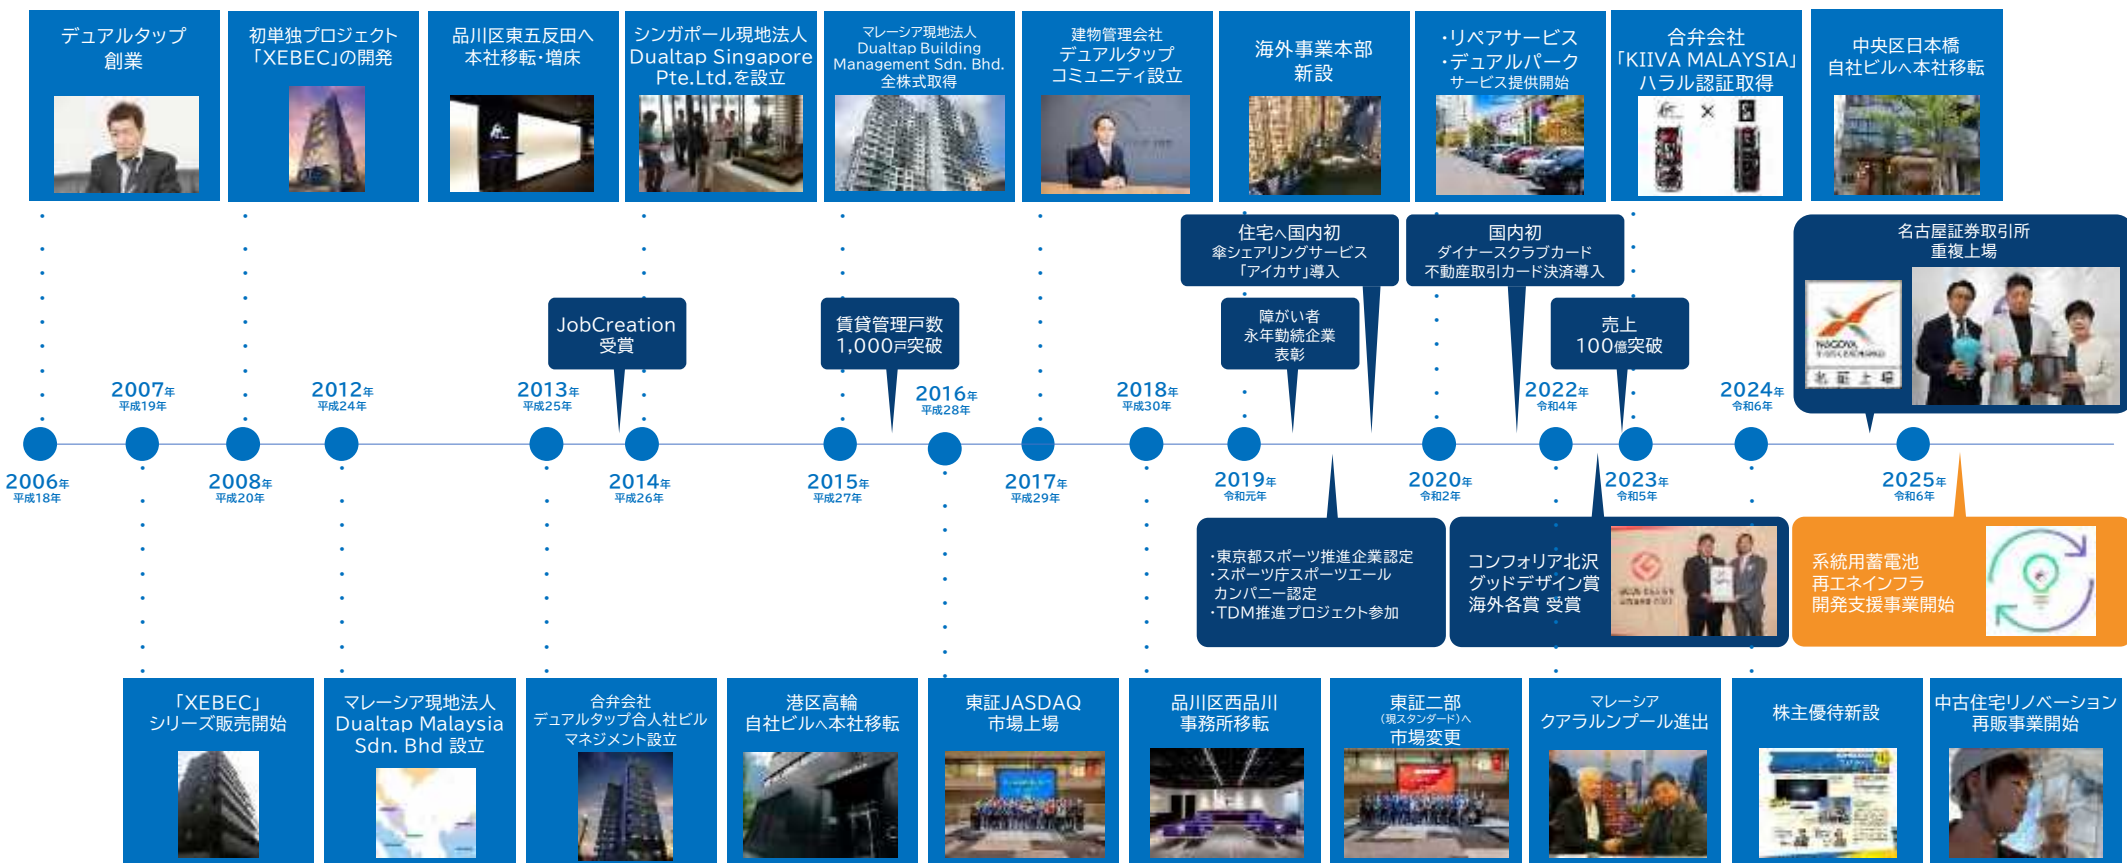 デュアルタップ
創業
初単独プロジェクト
「XEBEC」の開発
品川区東五反田へ
本社移転・増床
シンガポール現地法人
Dualtap Singapore
Pte.Ltd.を設立
マレーシア現地法人
Dualtap Building
Management Sdn. Bhd.
全株式取得
建物管理会社
デュアルタップ
コミュニティ設立
海外事業本部
新設
・リペアサービス
・デュアルパーク
サービス提供開始
合弁会社
「KIIVA MALAYSIA」
ハラル認証取得
中央区日本橋
自社ビルへ本社移転
JobCreation
受賞
賃貸管理戸数
1,000戸突破
住宅へ国内初
傘シェアリングサービス
「アイカサ」導入
障がい者
永年勤続企業
表彰
国内初
ダイナースクラブカード
不動産取引カード決済導入
売上
100億突破
名古屋証券取引所
重複上場
NAGOYA
名証上場
2006年
平成18年
2007年
平成19年
2008年
平成20年
2012年
平成24年
2013年
平成25年
2014年
平成26年
2015年
平成27年
2016年
平成28年
2017年
平成29年
2018年
平成30年
2019年
令和元年
2020年
令和2年
2022年
令和4年
2023年
令和5年
2024年
令和6年
2025年
令和6年
・東京都スポーツ推進企業認定
・スポーツ庁スポーツエール
カンパニー認定
・TDM推進プロジェクト参加
コンフォリア北沢
グッドデザイン賞
海外各賞 受賞
系統用蓄電池
再エネインフラ
開発支援事業開始
「XEBEC」
シリーズ販売開始
マレーシア現地法人
Dualtap Malaysia
Sdn. Bhd 設立
合弁会社
デュアルタップ合人社ビル
マネジメント設立
港区高輪
自社ビルへ本社移転
東証JASDAQ
市場上場
品川区西品川
事務所移転
東証二部
（現スタンダード）へ
市場変更
マレーシア
クアラルンプール進出
株主優待新設
中古住宅リノベーション
再販事業開始